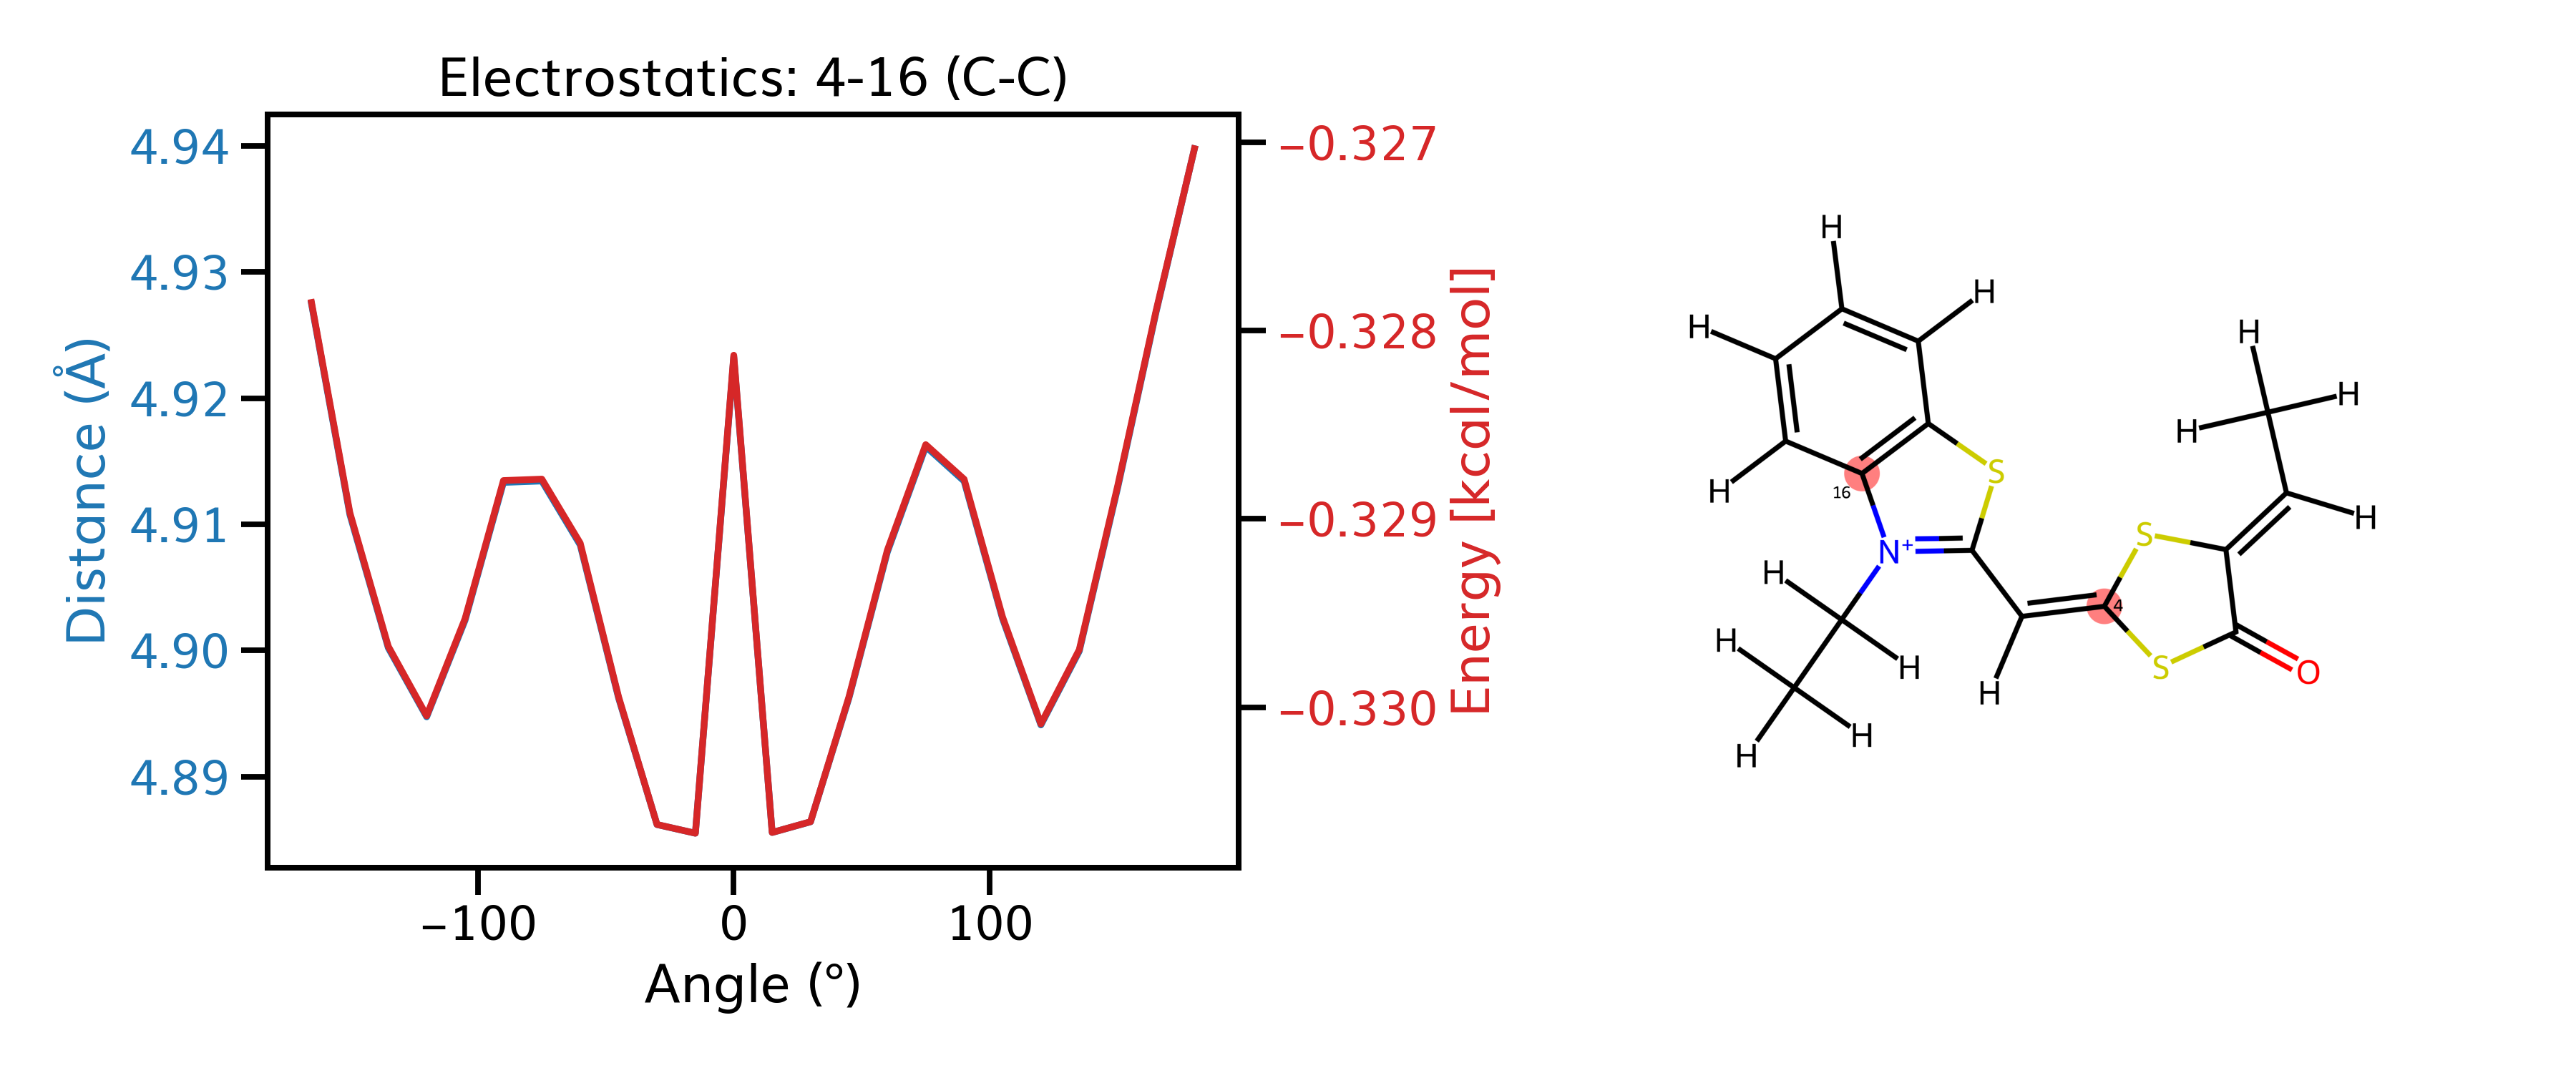 Electrostatics: 4-16 (C-C)
4.94
4.93
4.92
4.91
4.90
4.89
Distance (Å)
−0.327
−0.328
−0.329
−0.330
Energy [kcal/mol]
−100
0
100
Angle (°)
H
H
H
H
H
H
H
S
16
H
S
N+
H
4
H
S
O
H
H
H
H